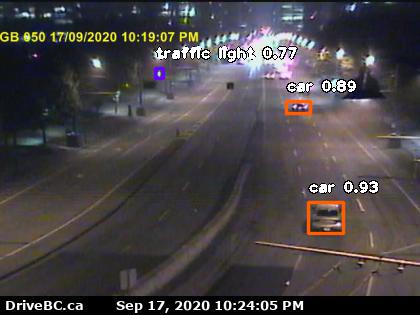 GB 950 17/09/2020 10:19:07 PM
traffic light 0.77
car 0.89
car 0.93
DriveBC.ca Sep 17, 2020 10:24:05 PM